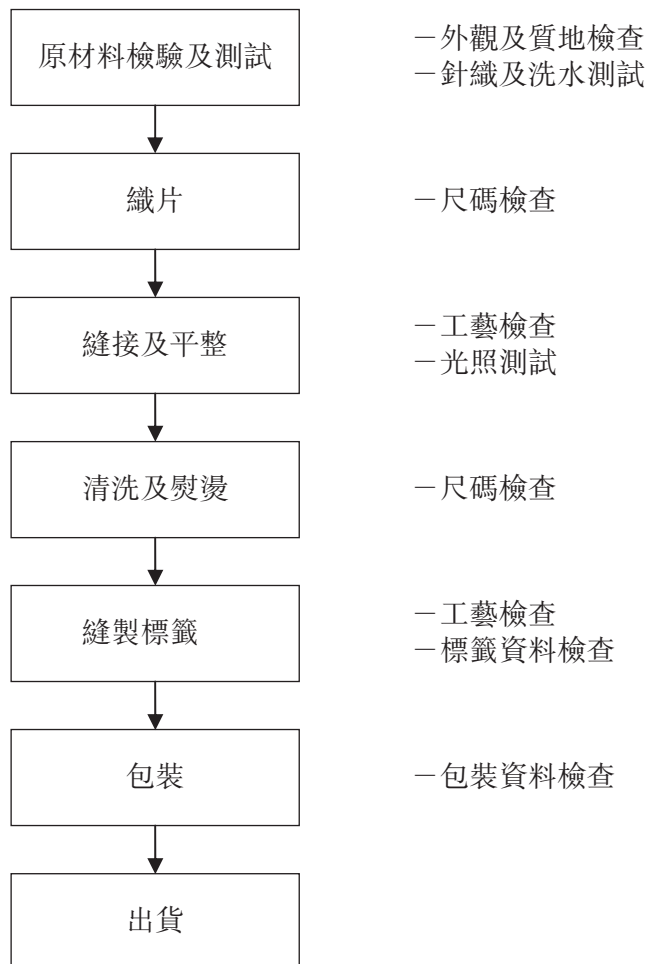 原材料檢驗及測試
－外觀及質地檢查
－針織及洗水測試
織片
－尺碼檢查
縫接及平整
－工藝檢查
－光照測試
清洗及熨燙
－尺碼檢查
縫製標籤
－工藝檢查
－標籤資料檢查
包裝
－包裝資料檢查
出貨